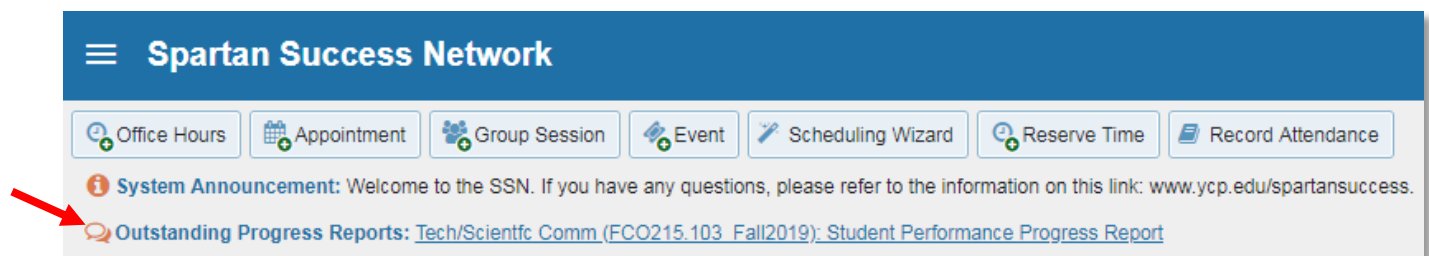 Spartan Success Network
Office Hours Appointment Group Session Event Scheduling Wizard Reserve Time Record Attendance
System Announcement: Welcome to the SSN. If you have any questions, please refer to the information on this link: www.ycp.edu/spartansuccess.
Outstanding Progress Reports: Tech/Scientfc Comm (FCO215.103_Fall2019): Student Performance Progress Report